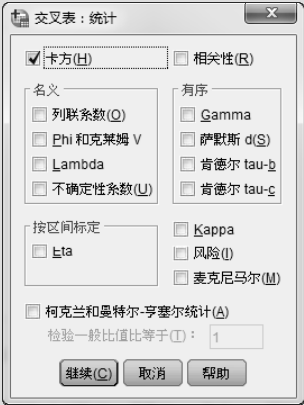 交叉表：统计
卡方(H)
相关性(R)
名义
列联系数(O)
Phi 和克莱姆 V
Lambda
不确定性系数(U)
有序
Gamma
萨默斯 d(S)
肯德尔 tau-b
肯德尔 tau-c
按区间标定
Eta
Kappa
风险(I)
麦克尼马尔(M)
柯克兰和曼特尔-亨塞尔统计(A)
检验一般比值比等于(T)：
1
继续(C)
取消
帮助